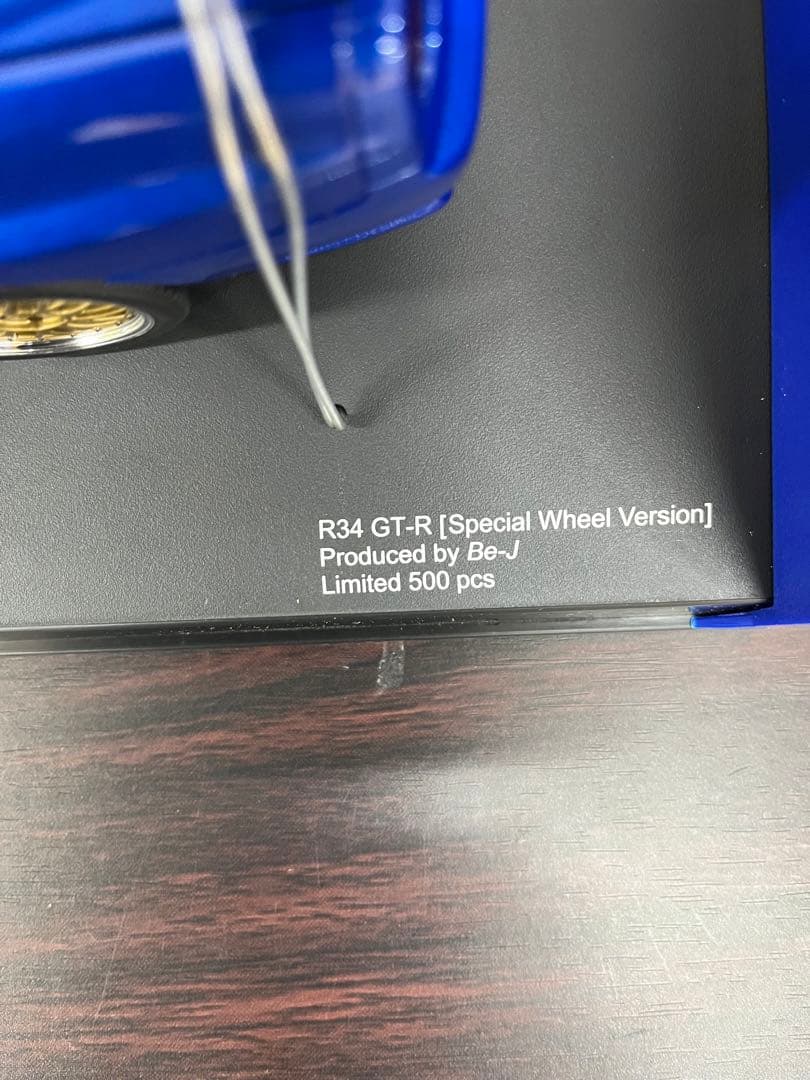 R34 GT-R [Special Wheel Version]
Produced by Be-J
Limited 500 pcs